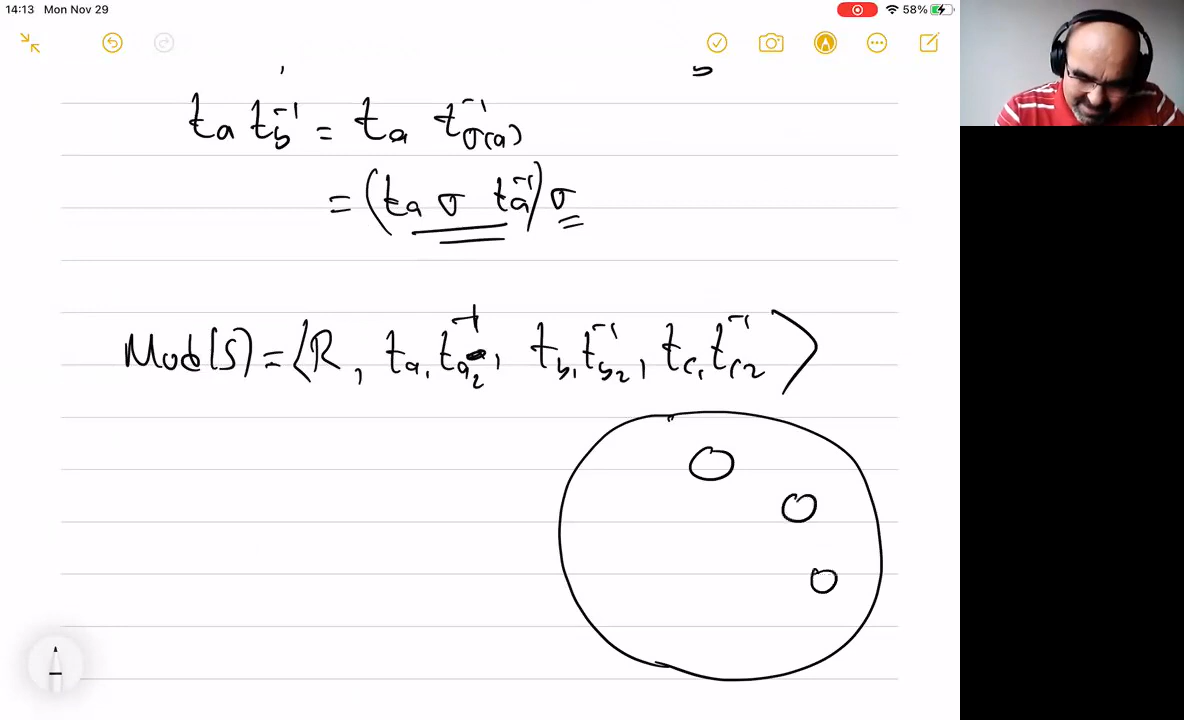 14:13 Mon Nov 29 58%
t_a t_b^{-1} = t_a t_{σ(a)}^{-1}
= (t_a σ t_a^{-1}) σ
Mod(S) = ⟨R, t_{a_1} t_{a_2}^{-1}, t_{b_1} t_{b_2}^{-1}, t_{c_1} t_{c_2}^{-1}⟩